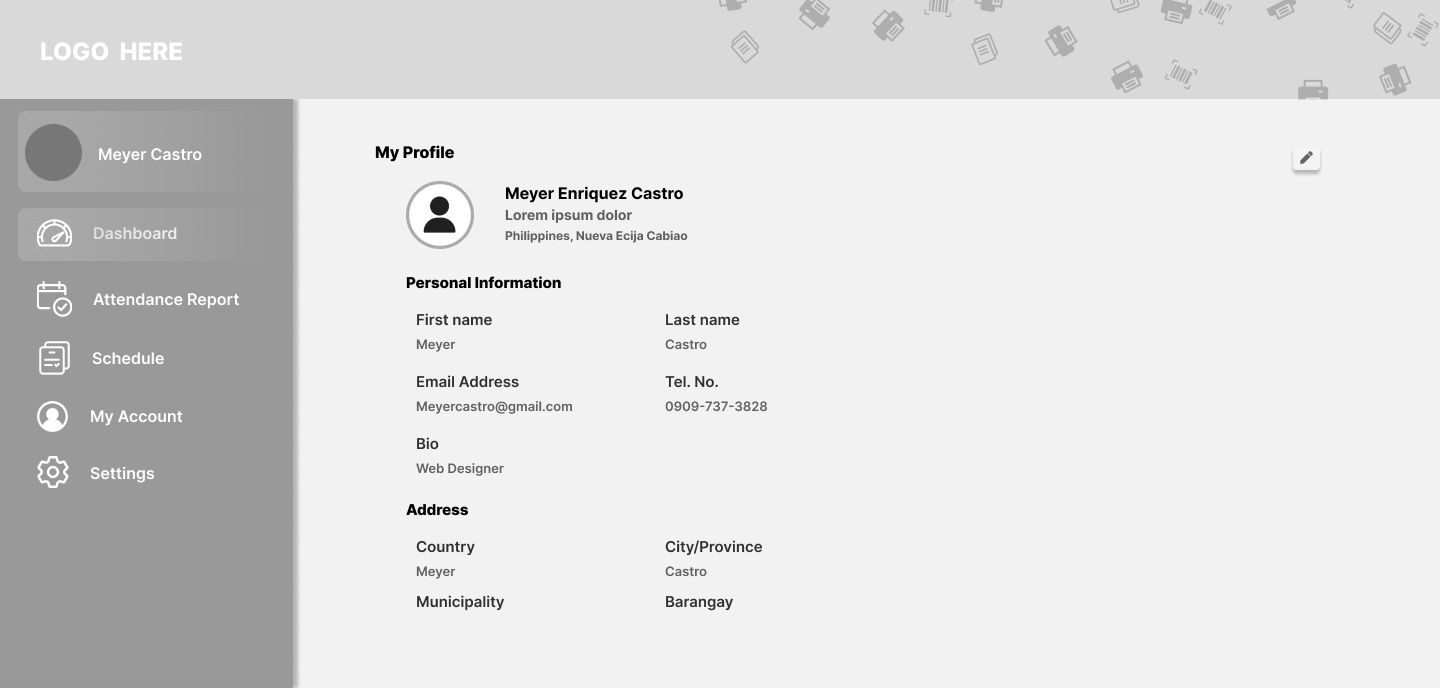 LOGO HERE
Meyer Castro
Dashboard
Attendance Report
Schedule
My Account
Settings
My Profile
Meyer Enriquez Castro
Lorem ipsum dolor
Philippines, Nueva Ecija Cabiao
Personal Information
First name
Last name
Meyer
Castro
Email Address
Tel. No.
Meyercastro@gmail.com
0909-737-3828
Bio
Web Designer
Address
Country
City/Province
Meyer
Castro
Municipality
Barangay